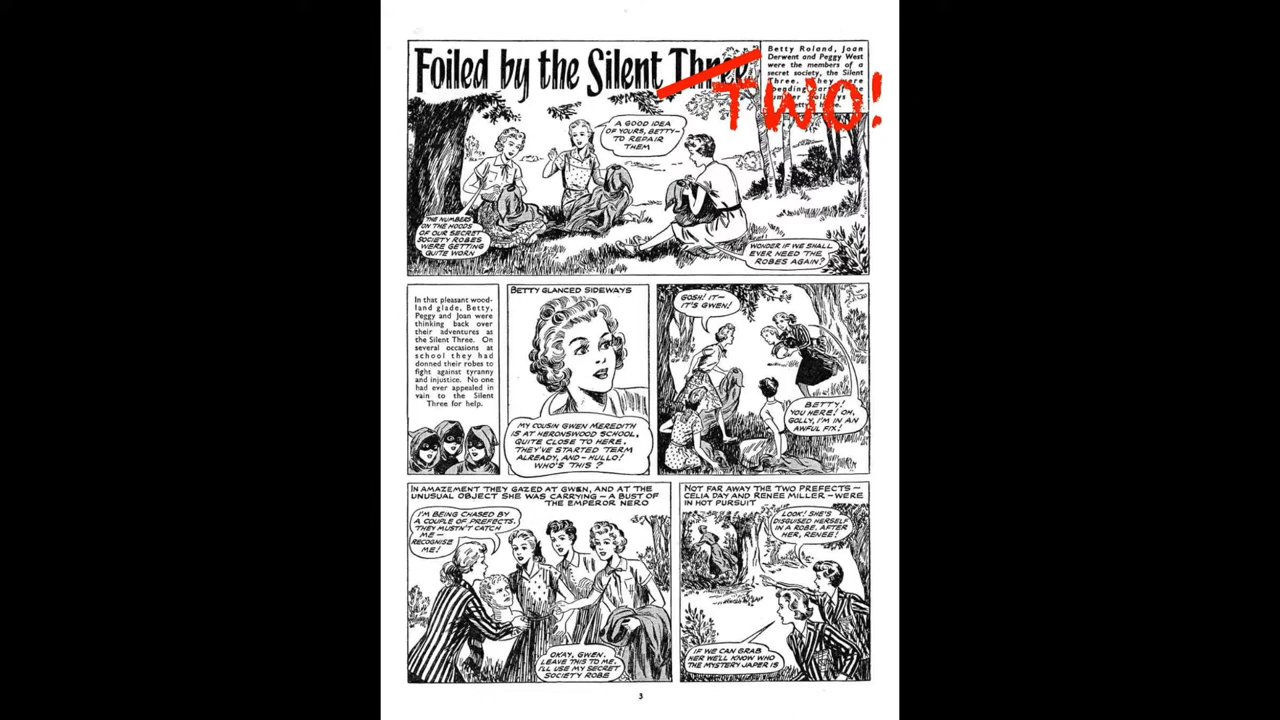 Foiled by the Silent Three
TWO!
Betty Roland, Joan
Derwent and Peggy West
were the members of a
secret society, the Silent
Three. They were
A GOOD IDEA
OF YOURS, BETTY—
TO REPAIR
THEM
THE NUMBERS
ON THE HOODS
OF OUR SECRET
SOCIETY ROBES
WERE GETTING
QUITE WORN
WONDER IF WE SHALL
EVER NEED THE
ROBES AGAIN?
In that pleasant wood-
land glade, Betty,
Peggy and Joan were
thinking back over
their adventures as
the Silent Three. On
several occasions at
school they had
donned their robes to
fight against tyranny
and injustice. No one
had ever appealed in
vain to the Silent
Three for help.
BETTY GLANCED SIDEWAYS
MY COUSIN GWEN MEREDITH
IS AT HERONSWOOD SCHOOL,
QUITE CLOSE TO HERE.
THEY'VE STARTED TERM
ALREADY, AND – HULLO!
WHO'S THIS?
GOSH! IT—
IT'S GWEN!
BETTY!
YOU HERE! OH,
GOLLY, I'M IN AN
AWFUL FIX!
IN AMAZEMENT THEY GAZED AT GWEN, AND AT THE
UNUSUAL OBJECT SHE WAS CARRYING – A BUST OF
THE EMPEROR NERO
I'M BEING CHASED BY
A COUPLE OF PREFECTS.
THEY MUSTN'T CATCH
ME —
RECOGNISE
ME!
OKAY, GWEN.
LEAVE THIS TO ME.
I'LL USE MY SECRET
SOCIETY ROBE
NOT FAR AWAY THE TWO PREFECTS –
CELIA DAY AND RENEE MILLER – WERE
IN HOT PURSUIT
LOOK! SHE'S
DISGUISED HERSELF
IN A ROBE. AFTER
HER, RENEE!
IF WE CAN GRAB
HER WE'LL KNOW WHO
THE MYSTERY JAPER IS
3